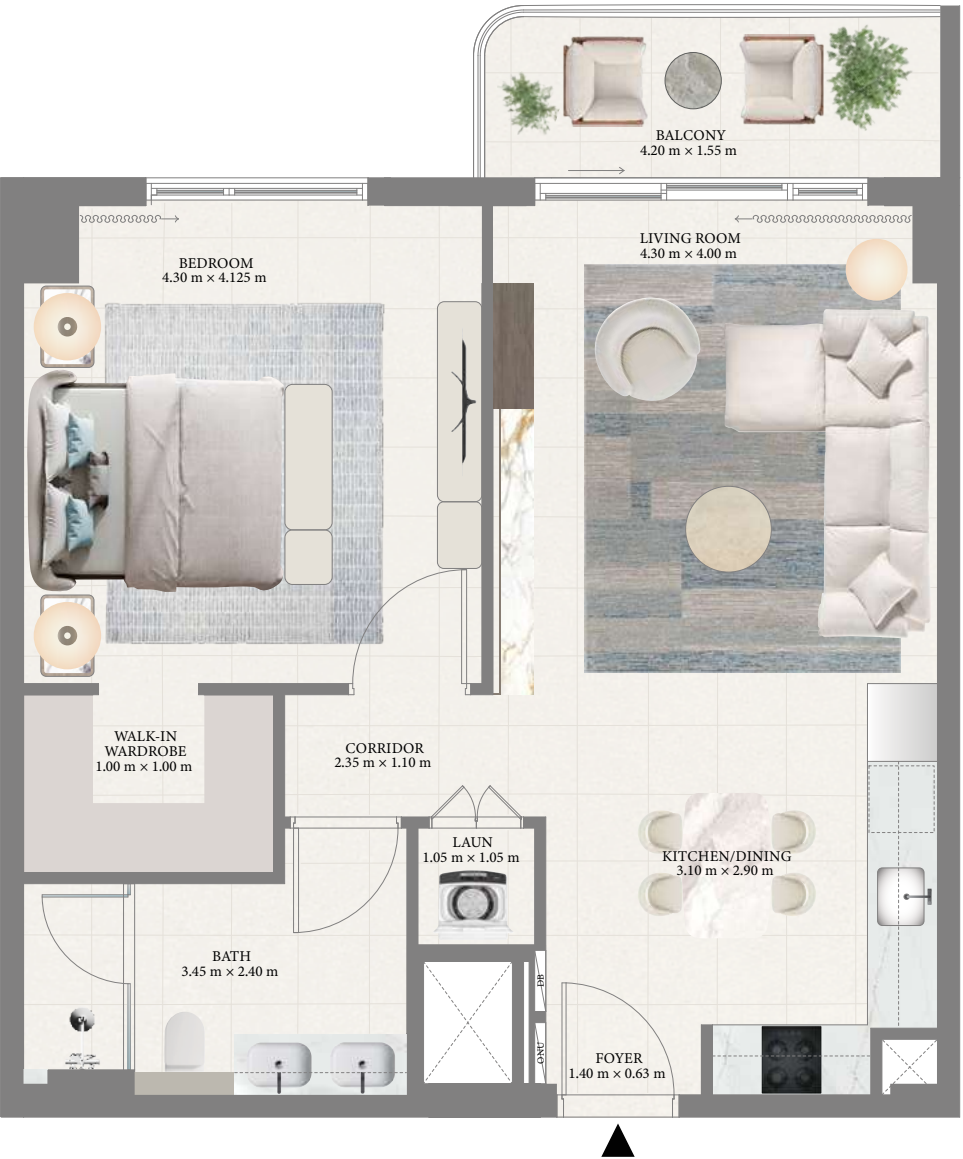 BALCONY
4.20 m × 1.55 m
LIVING ROOM
4.30 m × 4.00 m
BEDROOM
4.30 m × 4.125 m
WALK-IN
WARDROBE
1.00 m × 1.00 m
CORRIDOR
2.35 m × 1.10 m
LAUN
1.05 m × 1.05 m
KITCHEN/DINING
3.10 m × 2.90 m
BATH
3.45 m × 2.40 m
DB
ONU
FOYER
1.40 m × 0.63 m